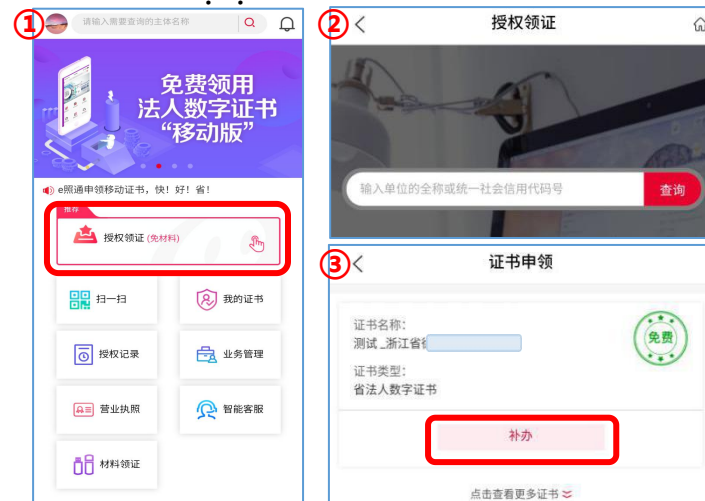 ①
请输入需要查询的主体名称
免费领用
法人数字证书
“移动版”
e照通申领移动证书，快！好！省！
推荐
授权领证 (免材料)
扫一扫
我的证书
授权记录
业务管理
营业执照
智能客服
材料领证
②
授权领证
输入单位的全称或统一社会信用代码号
查询
③
证书申领
证书名称：
测试_浙江省
免费
证书类型：
省法人数字证书
补办
点击查看更多证书